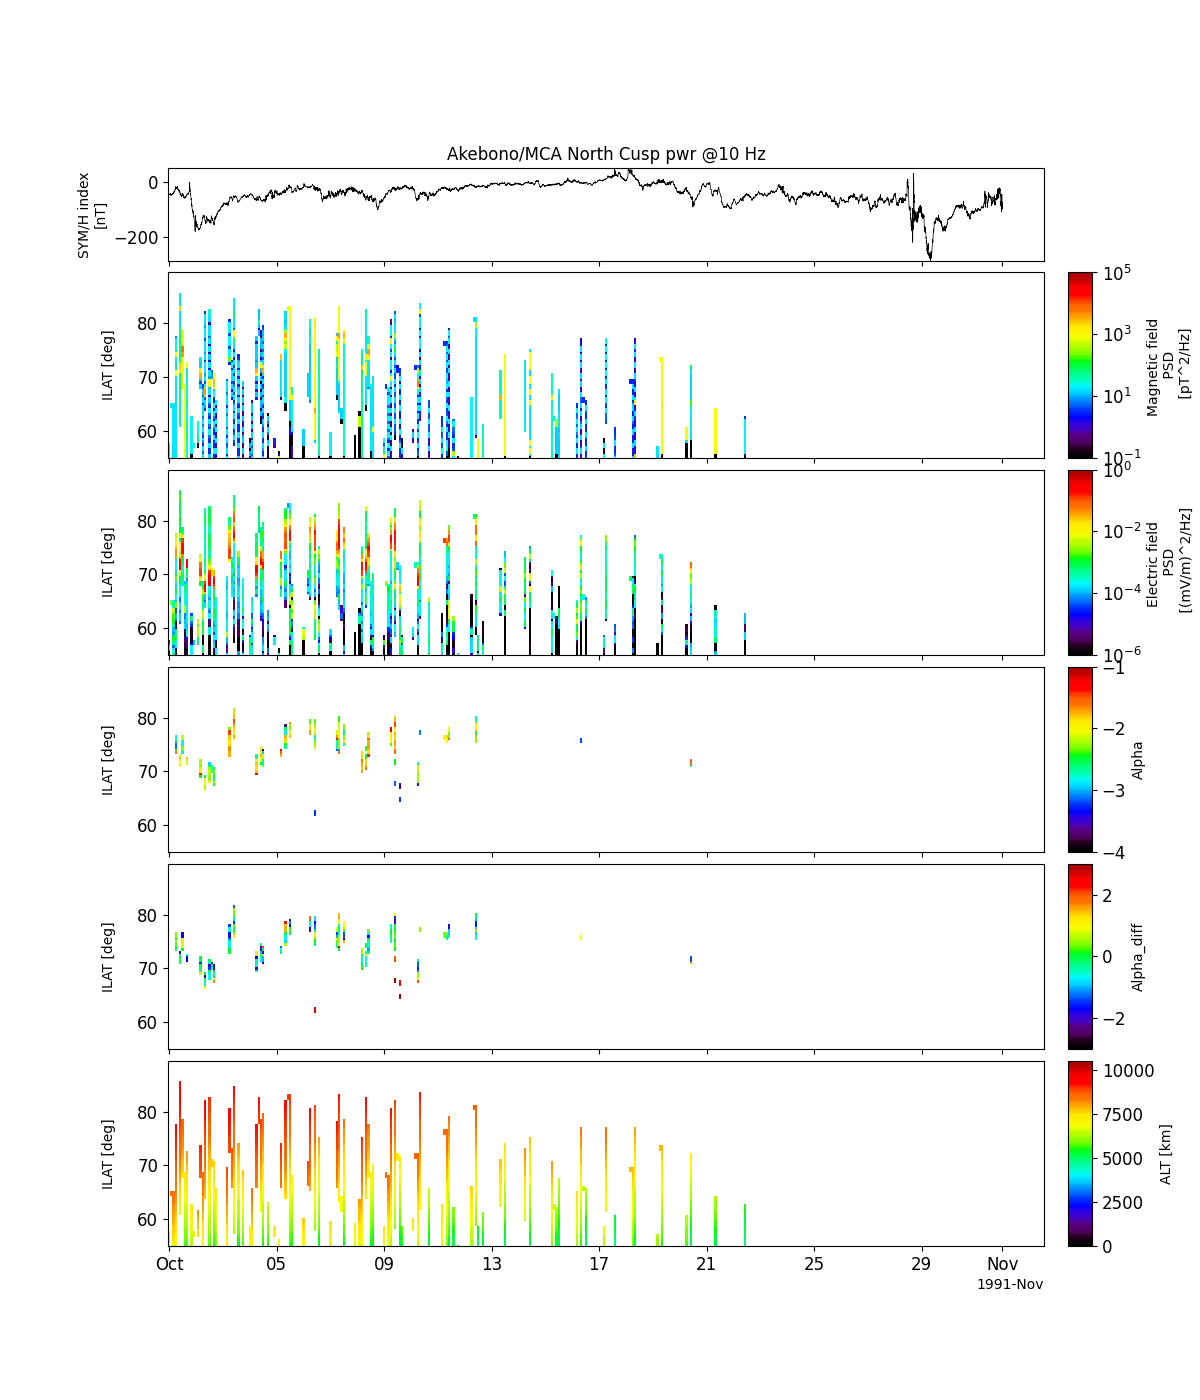 Akebono/MCA North Cusp pwr @10 Hz
SYM/H index
[nT]
0
−200
ILAT [deg]
80
70
60
10^5
10^3
10^1
10^−1
Magnetic field
PSD
[pT^2/Hz]
ILAT [deg]
80
70
60
10^0
10^−2
10^−4
10^−6
Electric field
PSD
[(mV/m)^2/Hz]
ILAT [deg]
80
70
60
−1
−2
−3
−4
Alpha
ILAT [deg]
80
70
60
2
0
−2
Alpha_diff
ILAT [deg]
80
70
60
10000
7500
5000
2500
0
ALT [km]
Oct 05 09 13 17 21 25 29 Nov
1991-Nov